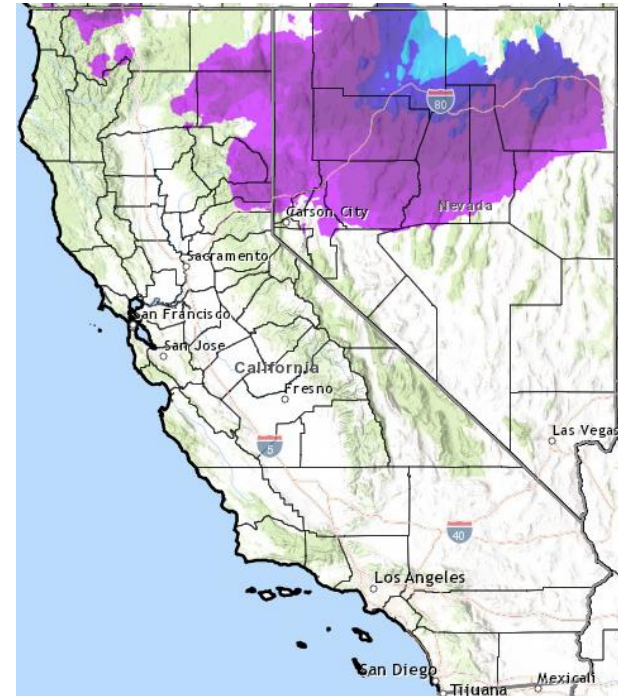 80
Carson City
Nevada
Sacramento
San Francisco
San Jose
California
Fresno
Las Vegas
5
40
Los Angeles
San Diego
Tijuana
Mexicali